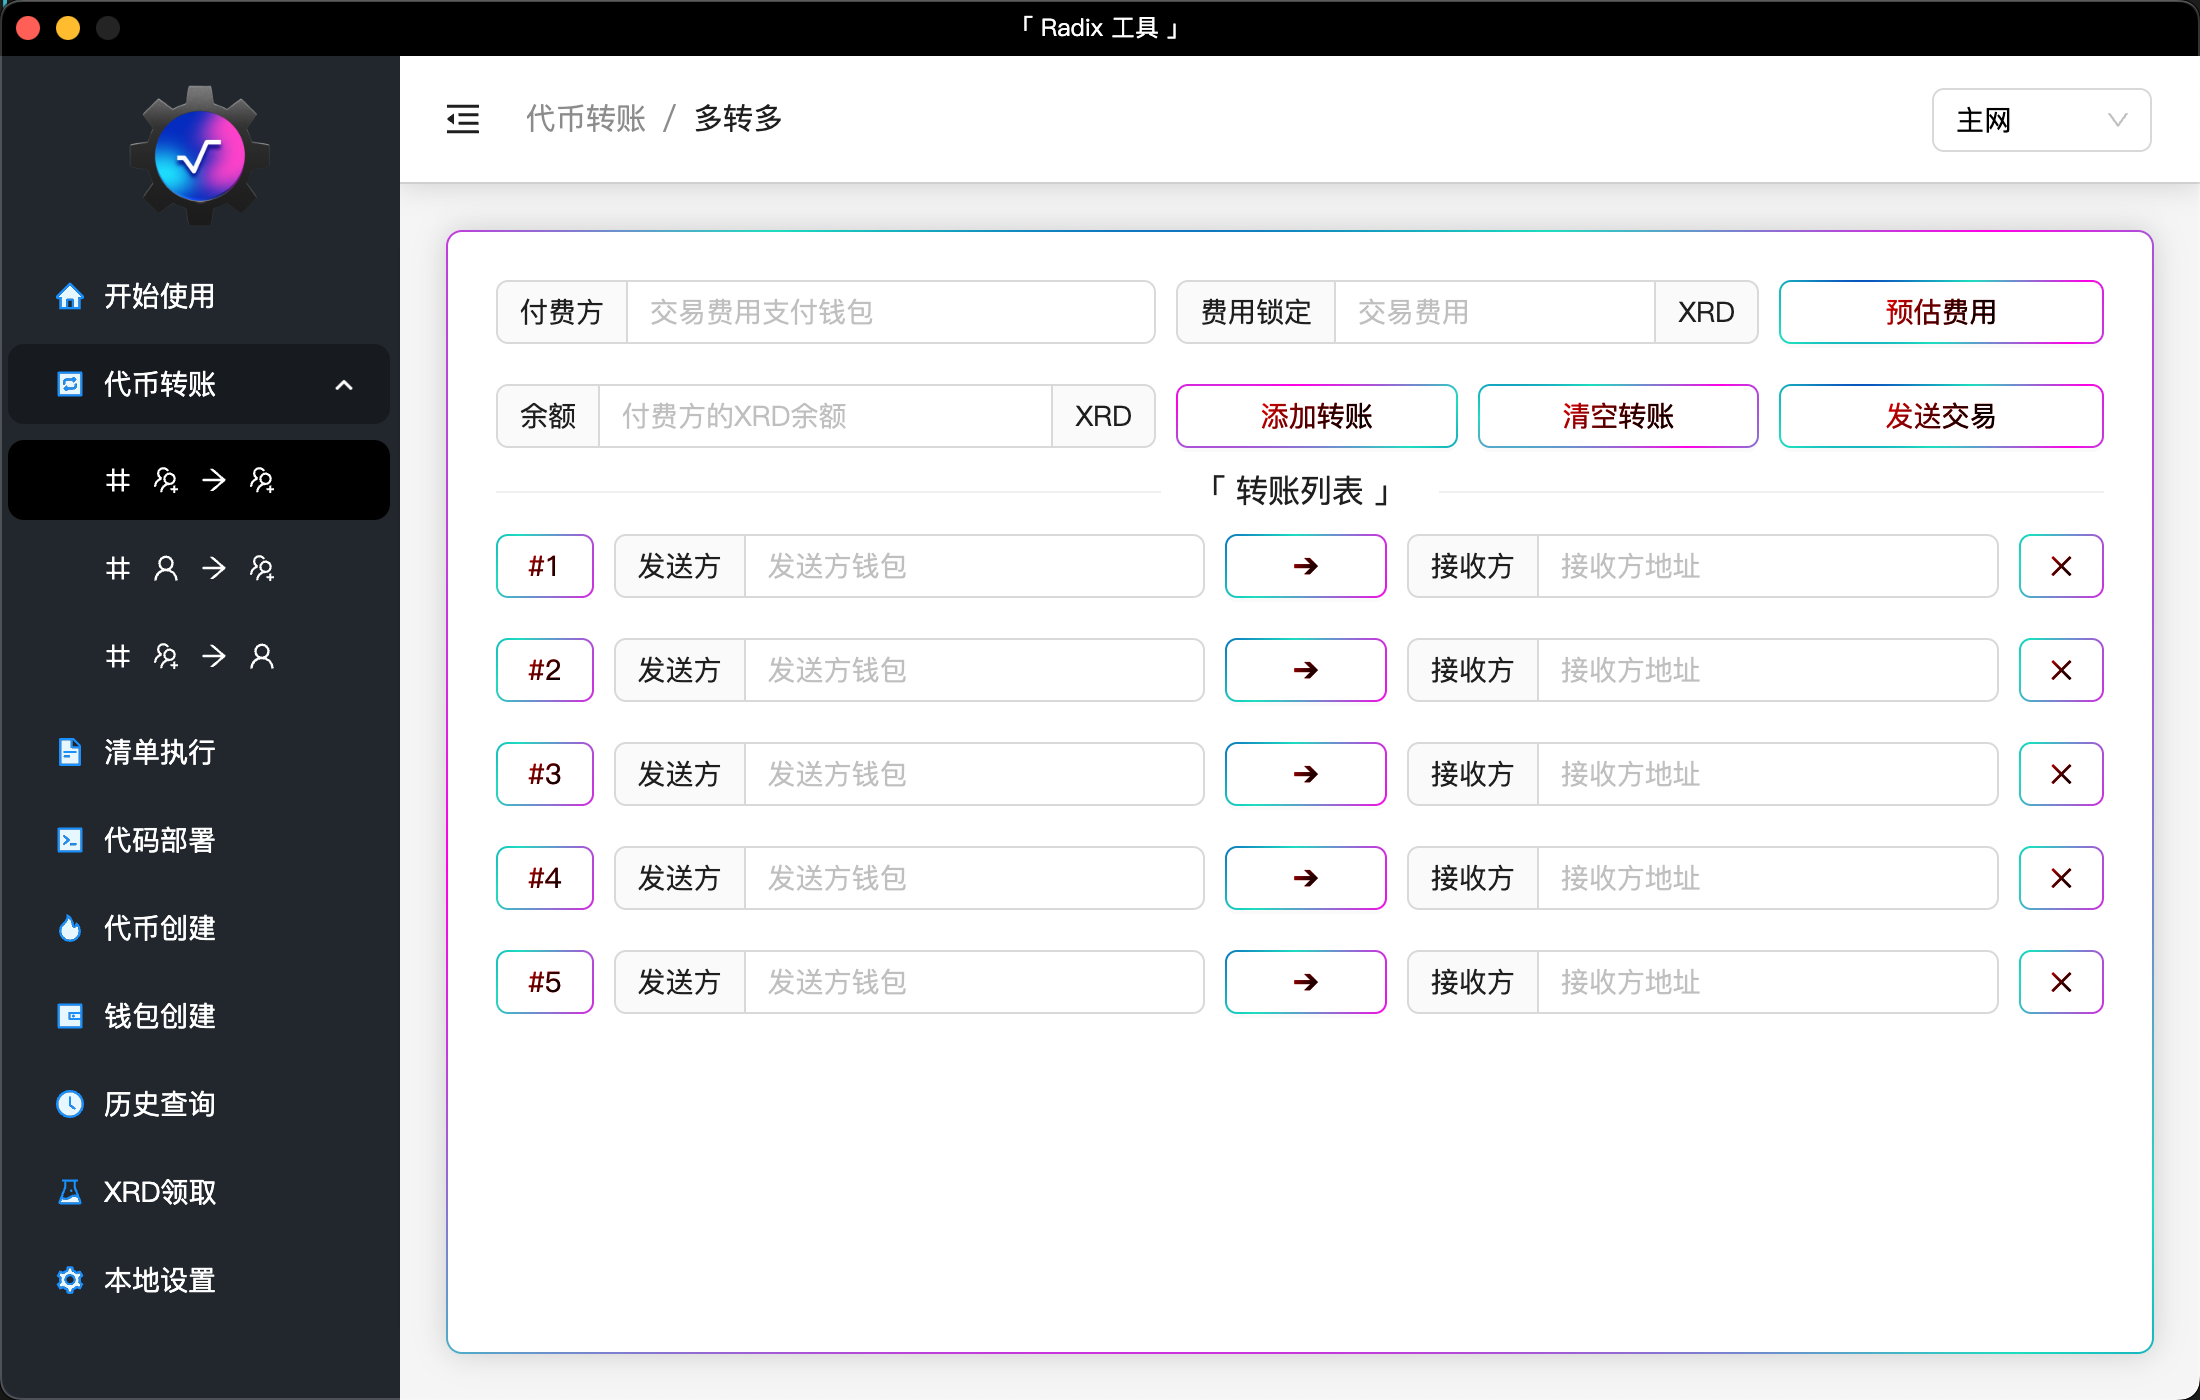 「 Radix 工具 」
代币转账 / 多转多
主网
开始使用
代币转账
清单执行
代码部署
代币创建
钱包创建
历史查询
XRD领取
本地设置
付费方 交易费用支付钱包 费用锁定 交易费用 XRD 预估费用
余额 付费方的XRD余额 XRD 添加转账 清空转账 发送交易
「 转账列表 」
#1 发送方 发送方钱包 ➔ 接收方 接收方地址
#2 发送方 发送方钱包 ➔ 接收方 接收方地址
#3 发送方 发送方钱包 ➔ 接收方 接收方地址
#4 发送方 发送方钱包 ➔ 接收方 接收方地址
#5 发送方 发送方钱包 ➔ 接收方 接收方地址